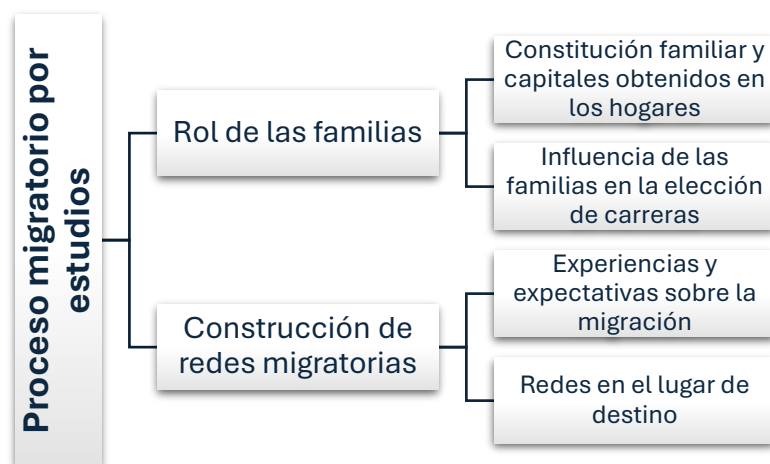 Proceso migratorio por
estudios
Rol de las familias
Constitución familiar y
capitales obtenidos en
los hogares
Influencia de las
familias en la elección
de carreras
Construcción de
redes migratorias
Experiencias y
expectativas sobre la
migración
Redes en el lugar de
destino